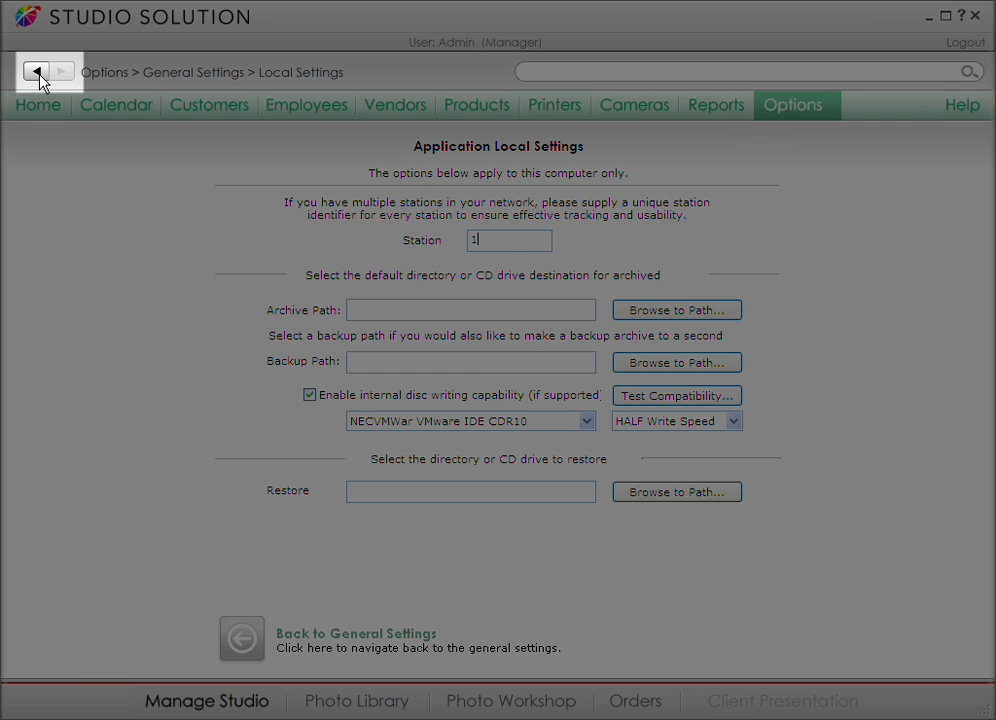 STUDIO SOLUTION
User: Admin (Manager)
Logout
Options > General Settings > Local Settings
Home Calendar Customers Employees Vendors Products Printers Cameras Reports Options Help
Application Local Settings
The options below apply to this computer only.
If you have multiple stations in your network, please supply a unique station
identifier for every station to ensure effective tracking and usability.
Station 1
Select the default directory or CD drive destination for archived
Archive Path: Browse to Path...
Select a backup path if you would also like to make a backup archive to a second
Backup Path: Browse to Path...
Enable internal disc writing capability (if supported) Test Compatibility...
NECVMWar VMware IDE CDR10 HALF Write Speed
Select the directory or CD drive to restore
Restore Browse to Path...
Back to General Settings
Click here to navigate back to the general settings.
Manage Studio Photo Library Photo Workshop Orders Client Presentation